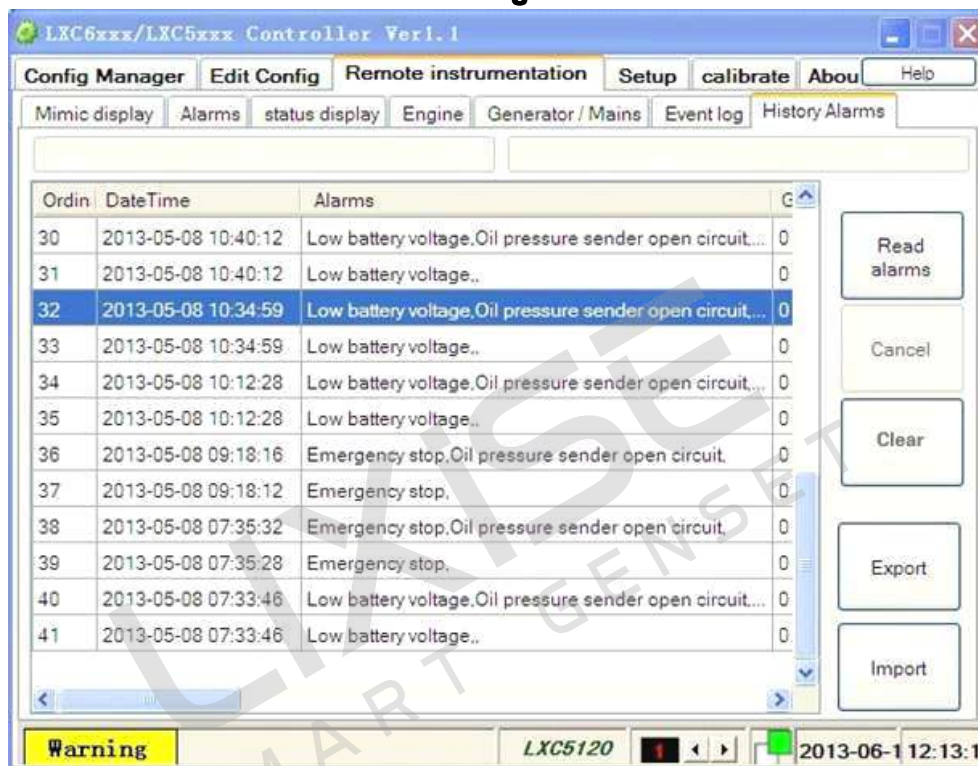 LXC6xxx/LXC5xxx Controller Ver1.1
Config Manager Edit Config Remote instrumentation Setup calibrate Abou Help
Mimic display Alarms status display Engine Generator / Mains Event log History Alarms
Ordin DateTime Alarms G
30 2013-05-08 10:40:12 Low battery voltage,Oil pressure sender open circuit,... 0
31 2013-05-08 10:40:12 Low battery voltage,, 0
32 2013-05-08 10:34:59 Low battery voltage,Oil pressure sender open circuit,... 0
33 2013-05-08 10:34:59 Low battery voltage,, 0
34 2013-05-08 10:12:28 Low battery voltage,Oil pressure sender open circuit,... 0
35 2013-05-08 10:12:28 Low battery voltage,, 0
36 2013-05-08 09:18:16 Emergency stop,Oil pressure sender open circuit, 0
37 2013-05-08 09:18:12 Emergency stop, 0
38 2013-05-08 07:35:32 Emergency stop,Oil pressure sender open circuit, 0
39 2013-05-08 07:35:28 Emergency stop, 0
40 2013-05-08 07:33:46 Low battery voltage,Oil pressure sender open circuit,... 0
41 2013-05-08 07:33:46 Low battery voltage,, 0
Read
alarms
Cancel
Clear
Export
Import
LIXISE
MART GENSET
Warning LXC5120 1 2013-06-1 12:13:1